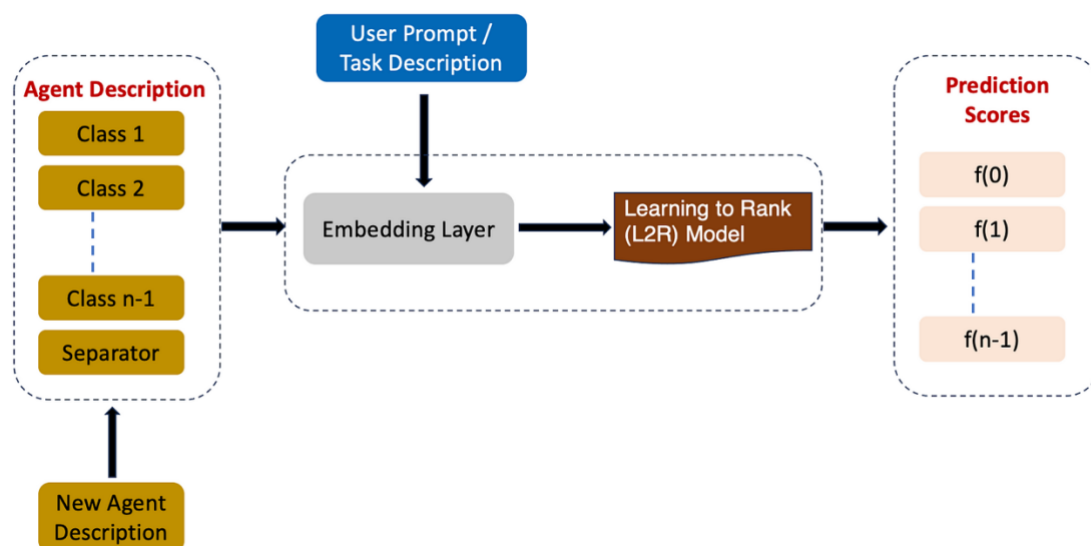 User Prompt /
Task Description
Agent Description
Class 1
Class 2
Class n-1
Separator
New Agent
Description
Embedding Layer
Learning to Rank
(L2R) Model
Prediction
Scores
f(0)
f(1)
f(n-1)